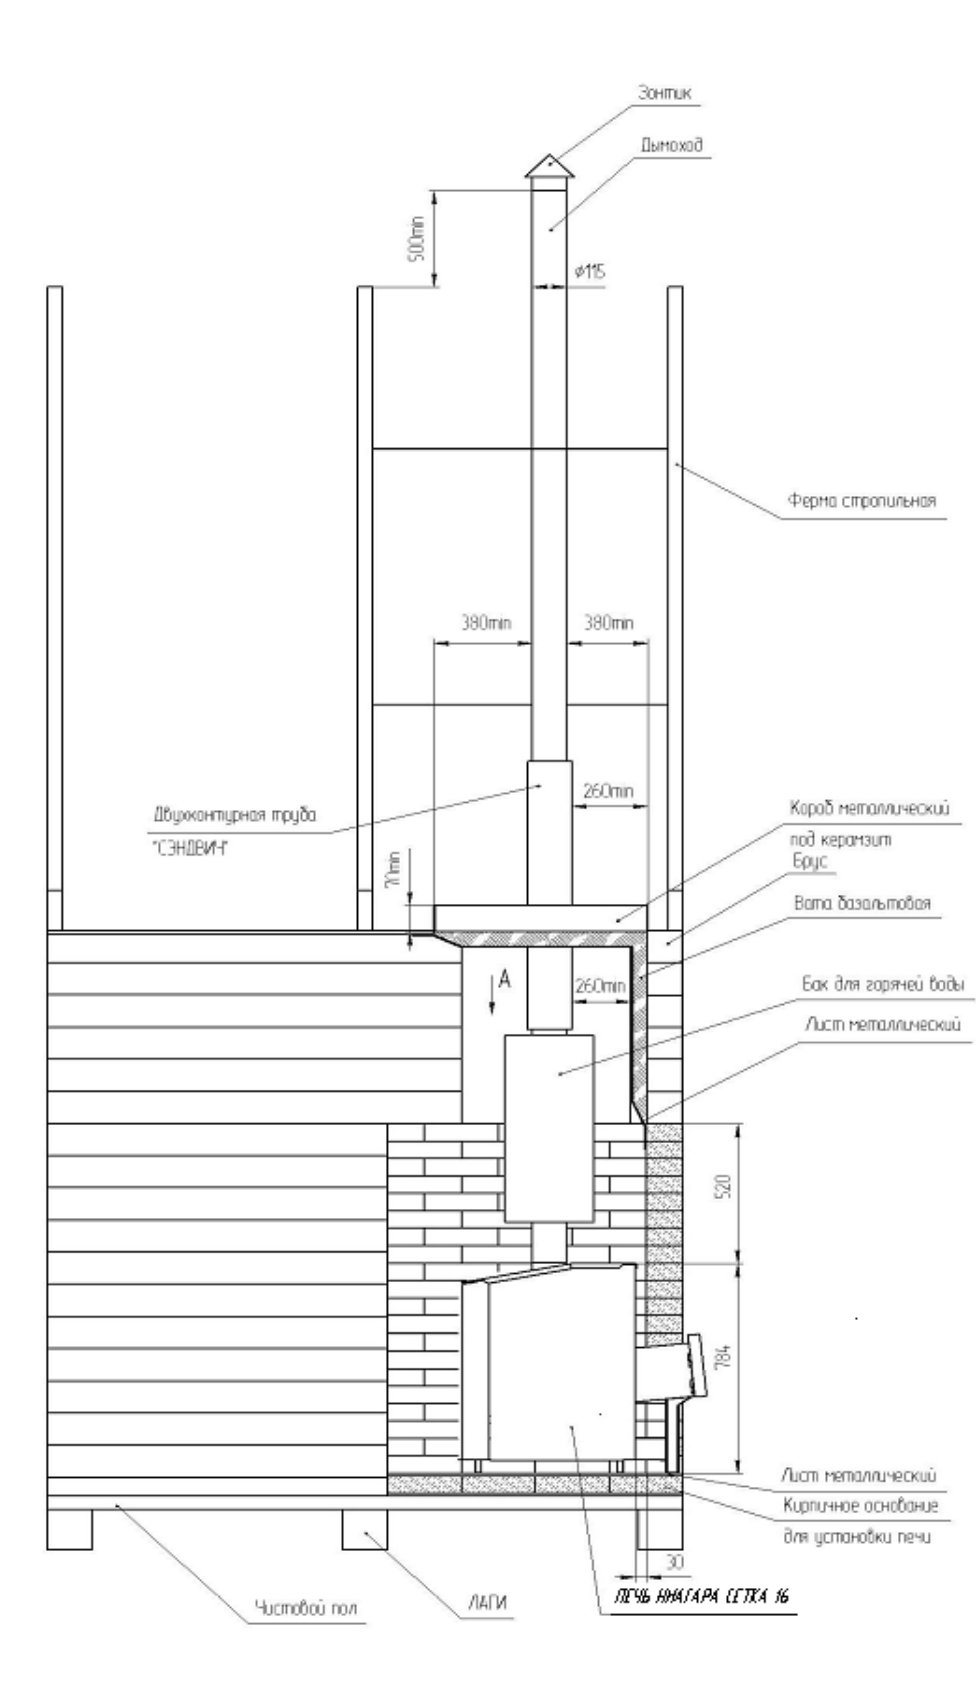 Зонтик
Дымоход
500min
⌀115
Ферма стропильная
380min
380min
260min
Двухконтурная труба
"СЭНДВИЧ"
Короб металлический
под керамзит
Брус
70min
Вата базальтовая
А
260min
Бак для горячей воды
Лист металлический
520
784
Лист металлический
Кирпичное основание
для установки печи
30
ПЕЧЬ НИАГАРА СЕТКА 16
ЛАГИ
Чистовой пол